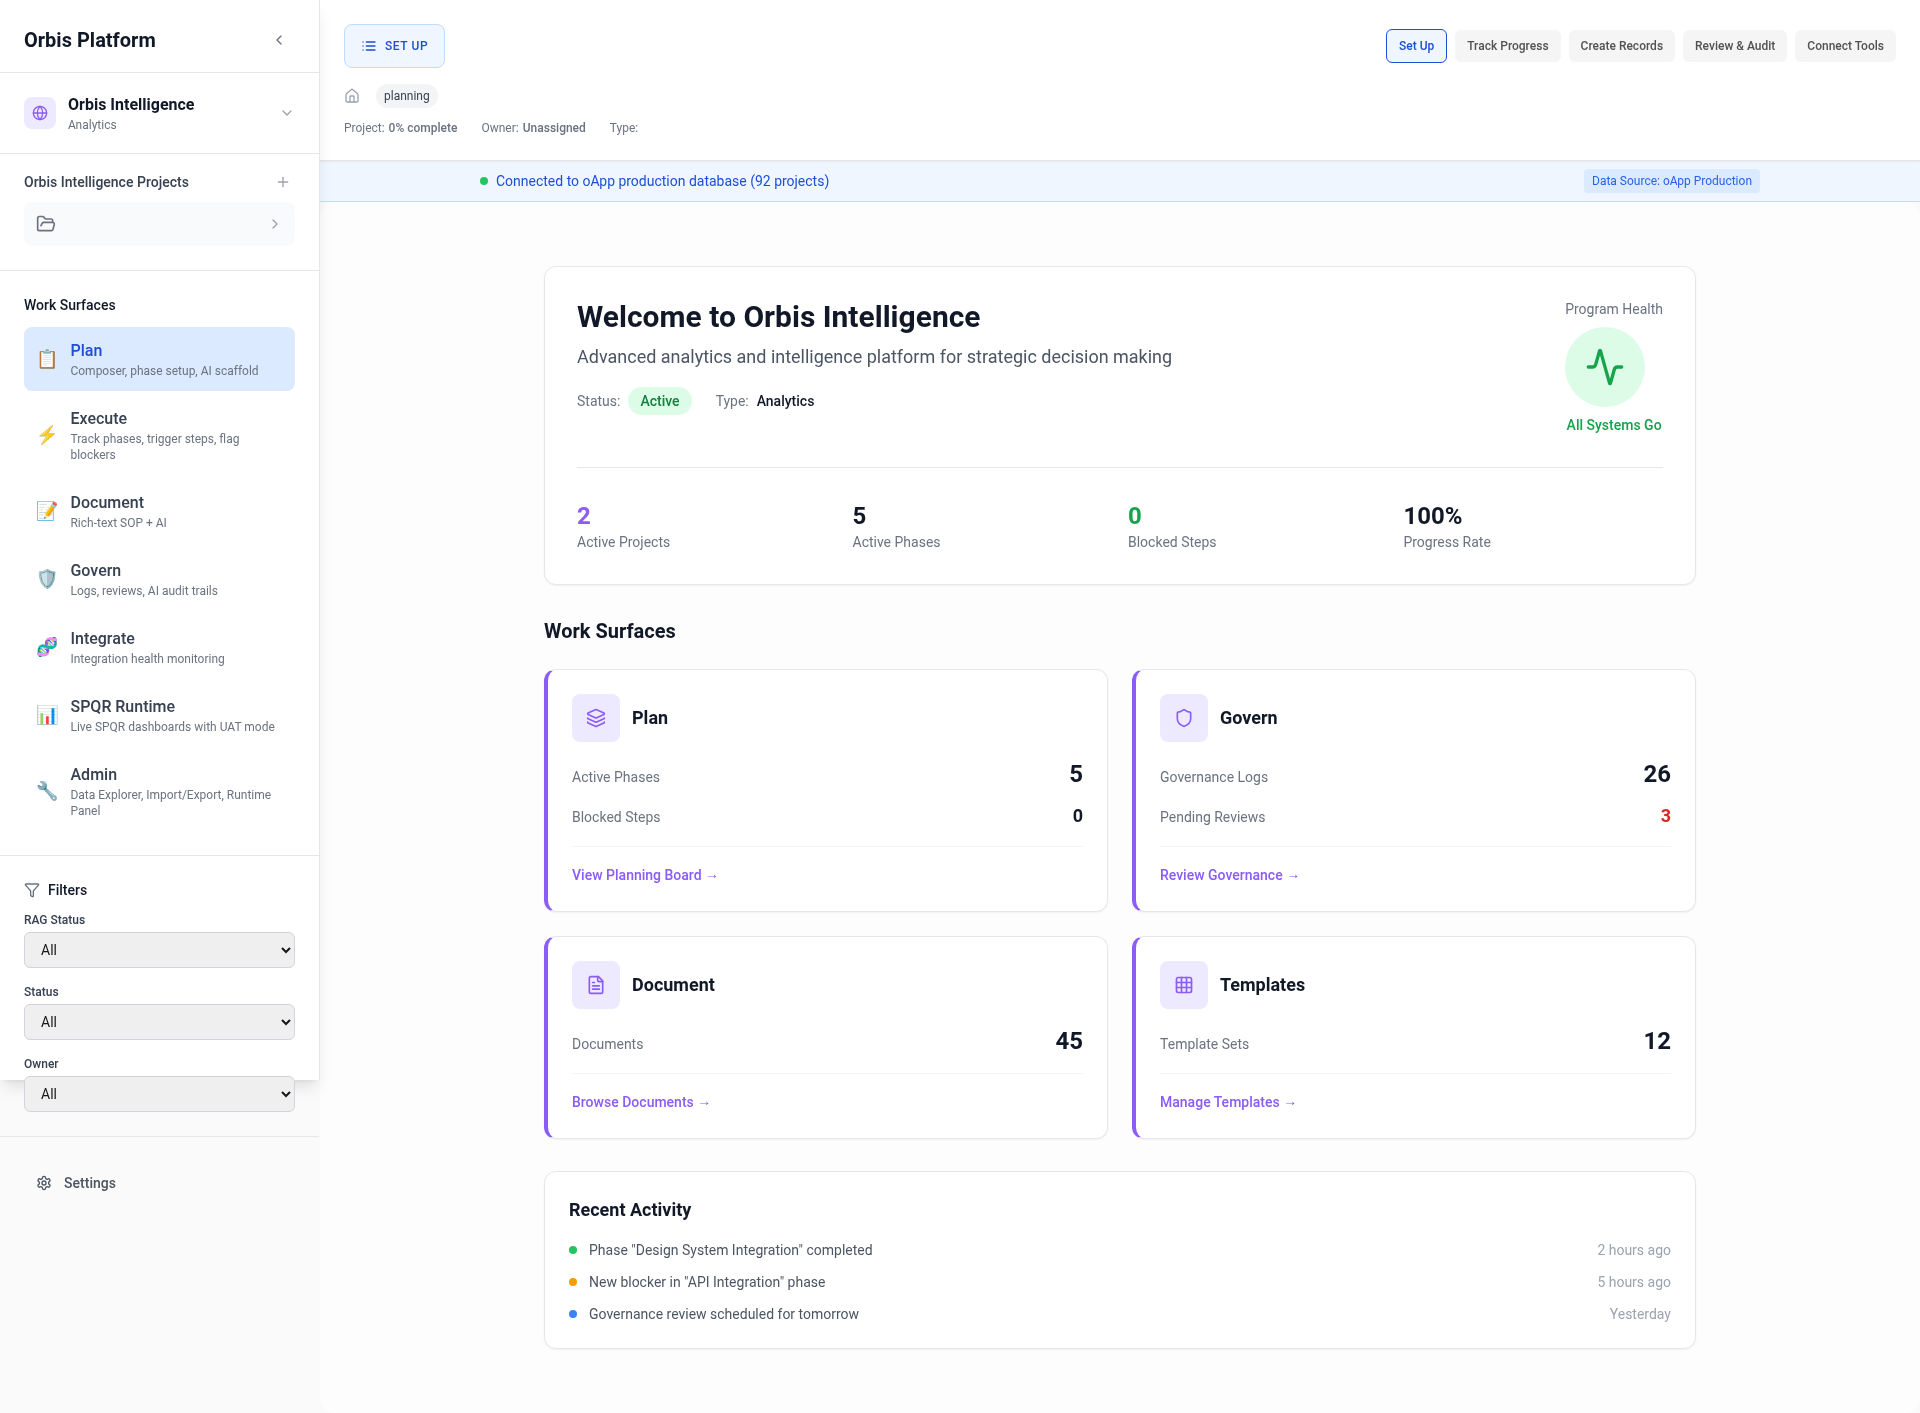 Orbis Platform
Orbis Intelligence
Analytics
Orbis Intelligence Projects
Work Surfaces
Plan
Composer, phase setup, AI scaffold
Execute
Track phases, trigger steps, flag
blockers
Document
Rich-text SOP + AI
Govern
Logs, reviews, AI audit trails
Integrate
Integration health monitoring
SPQR Runtime
Live SPQR dashboards with UAT mode
Admin
Data Explorer, Import/Export, Runtime
Panel
Filters
RAG Status
All
Status
All
Owner
All
Settings
SET UP
Set Up Track Progress Create Records Review & Audit Connect Tools
planning
Project: 0% complete Owner: Unassigned Type:
Connected to oApp production database (92 projects) Data Source: oApp Production
Welcome to Orbis Intelligence
Advanced analytics and intelligence platform for strategic decision making
Status: Active Type: Analytics
Program Health
All Systems Go
2 5 0 100%
Active Projects Active Phases Blocked Steps Progress Rate
Work Surfaces
Plan
Active Phases 5
Blocked Steps 0
View Planning Board →
Govern
Governance Logs 26
Pending Reviews 3
Review Governance →
Document
Documents 45
Browse Documents →
Templates
Template Sets 12
Manage Templates →
Recent Activity
Phase "Design System Integration" completed 2 hours ago
New blocker in "API Integration" phase 5 hours ago
Governance review scheduled for tomorrow Yesterday